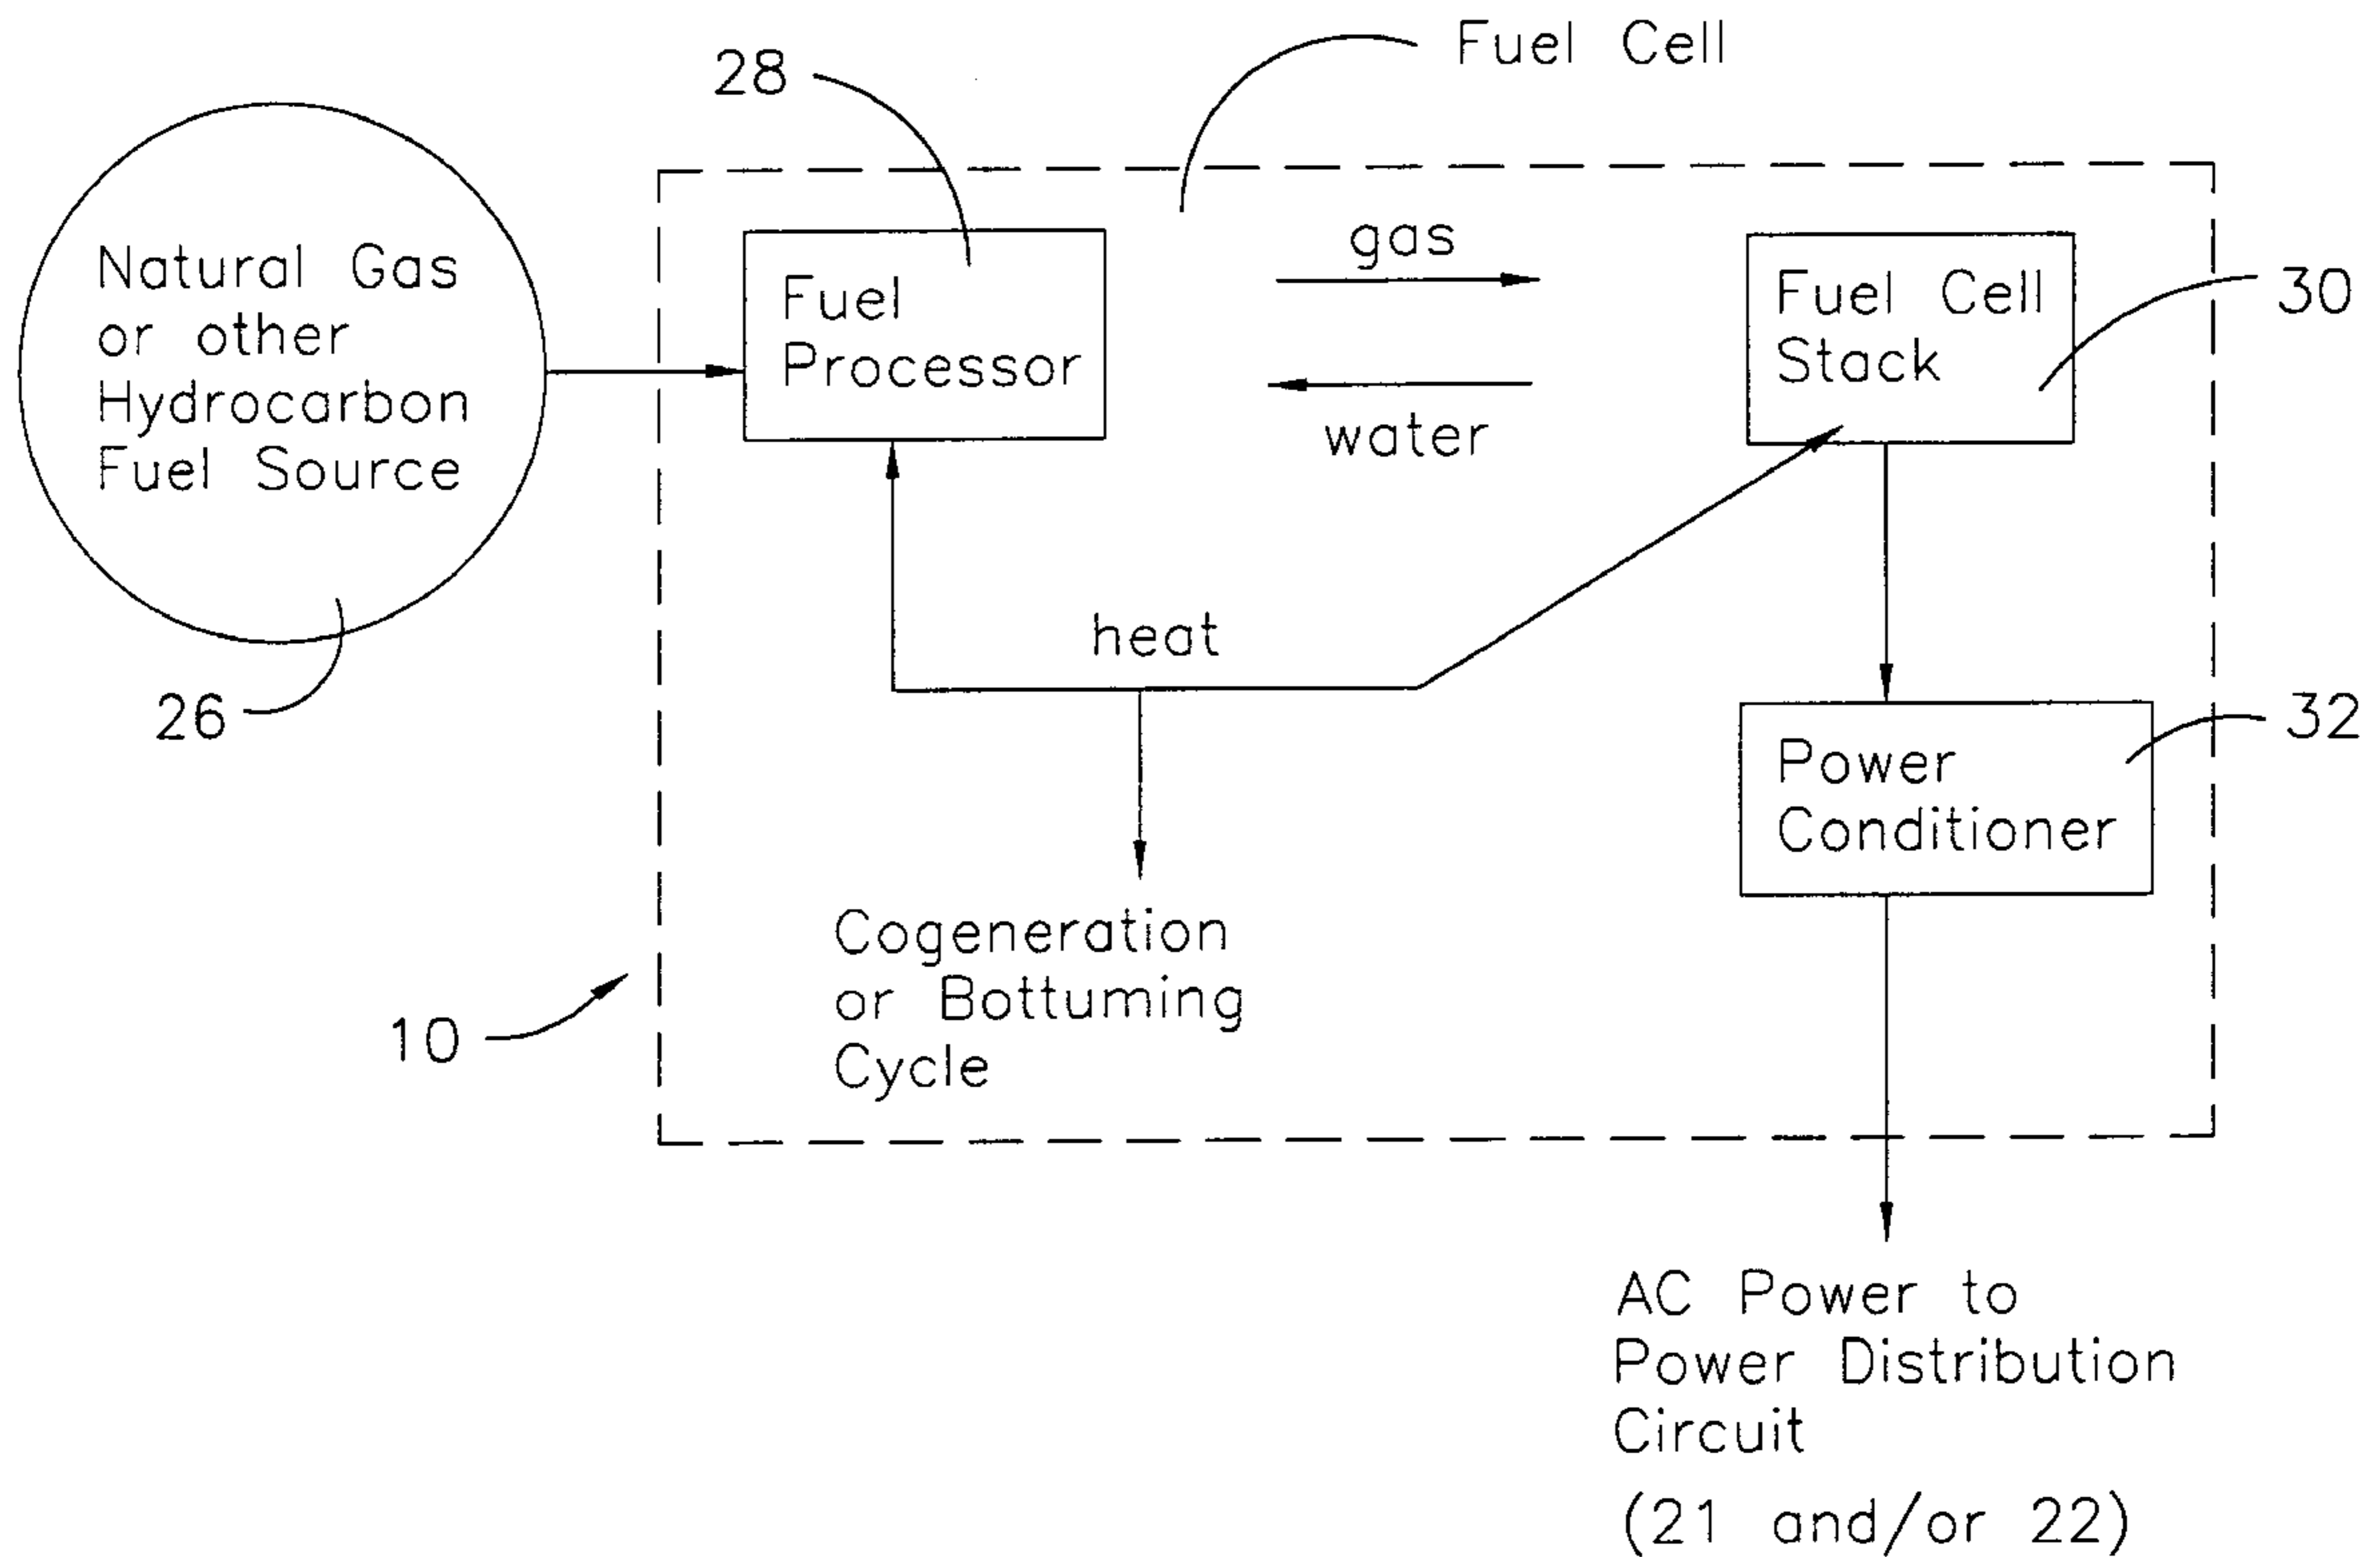 Fuel Cell
28
Natural Gas
or other
Hydrocarbon
Fuel Source
26
Fuel
Processor
gas
water
Fuel Cell
Stack
30
heat
Power
Conditioner
32
Cogeneration
or Bottuming
Cycle
10
AC Power to
Power Distribution
Circuit
(21 and/or 22)